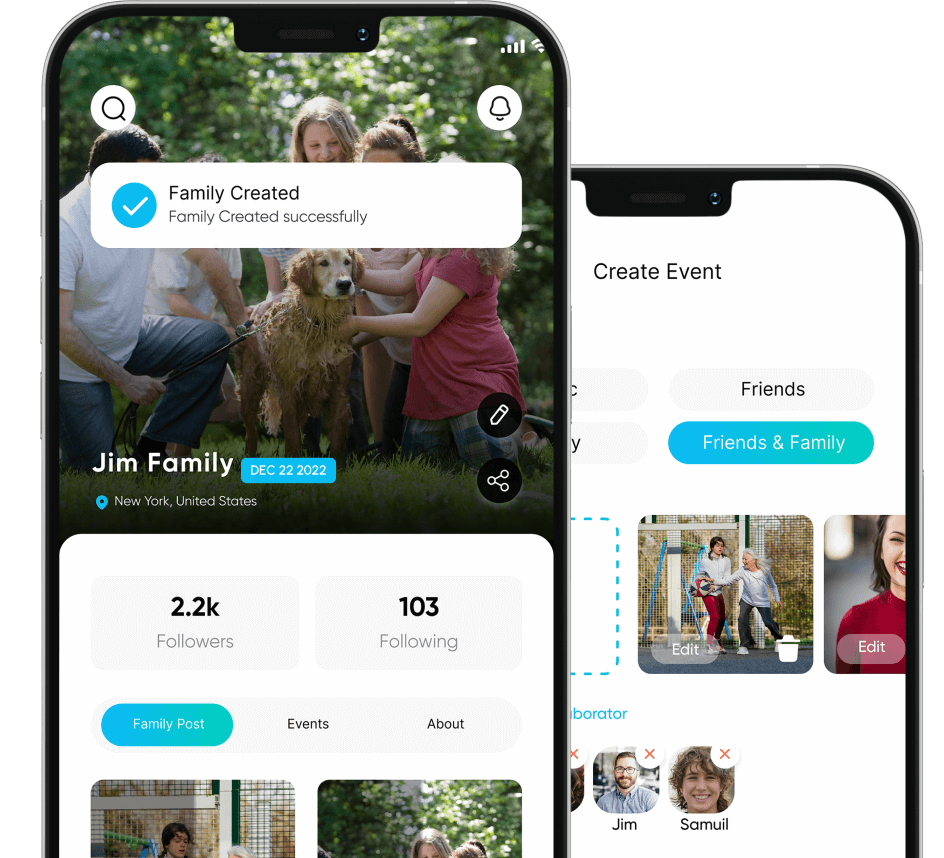 Family Created
Family Created successfully
Jim Family
DEC 22 2022
New York, United States
2.2k
Followers
103
Following
Family Post
Events
About
Create Event
c
Friends
y
Friends & Family
Edit
Edit
borator
Jim
Samuil